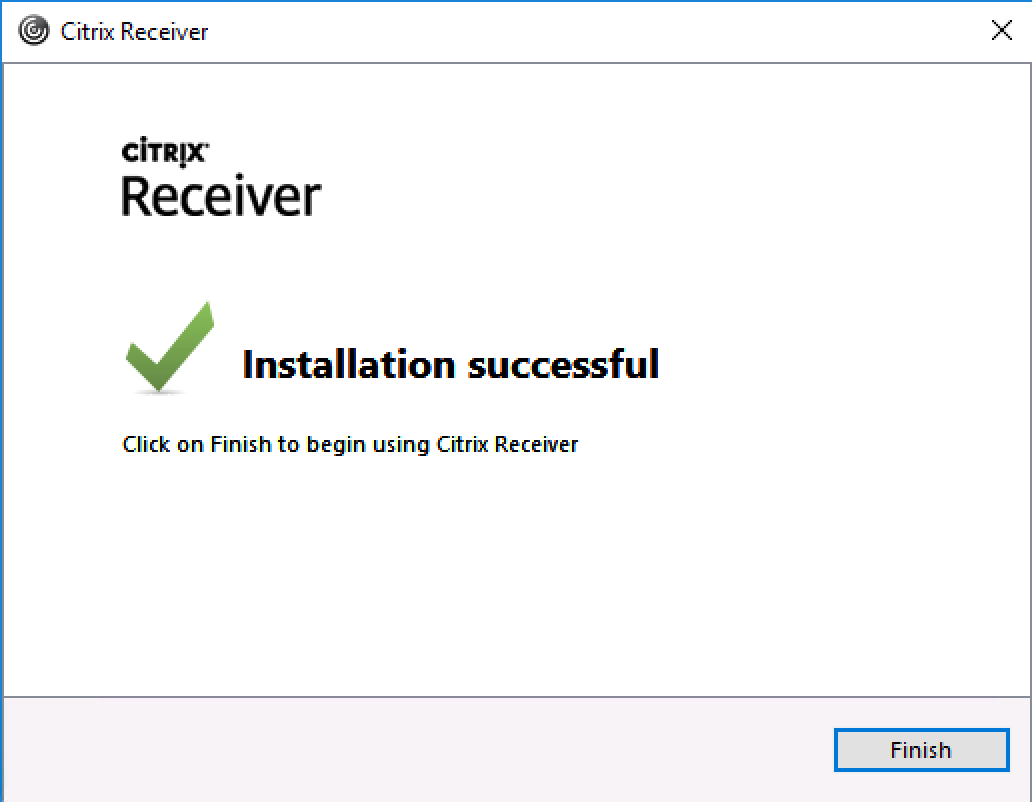 Citrix Receiver
CiTRIX
Receiver
Installation successful
Click on Finish to begin using Citrix Receiver
Finish